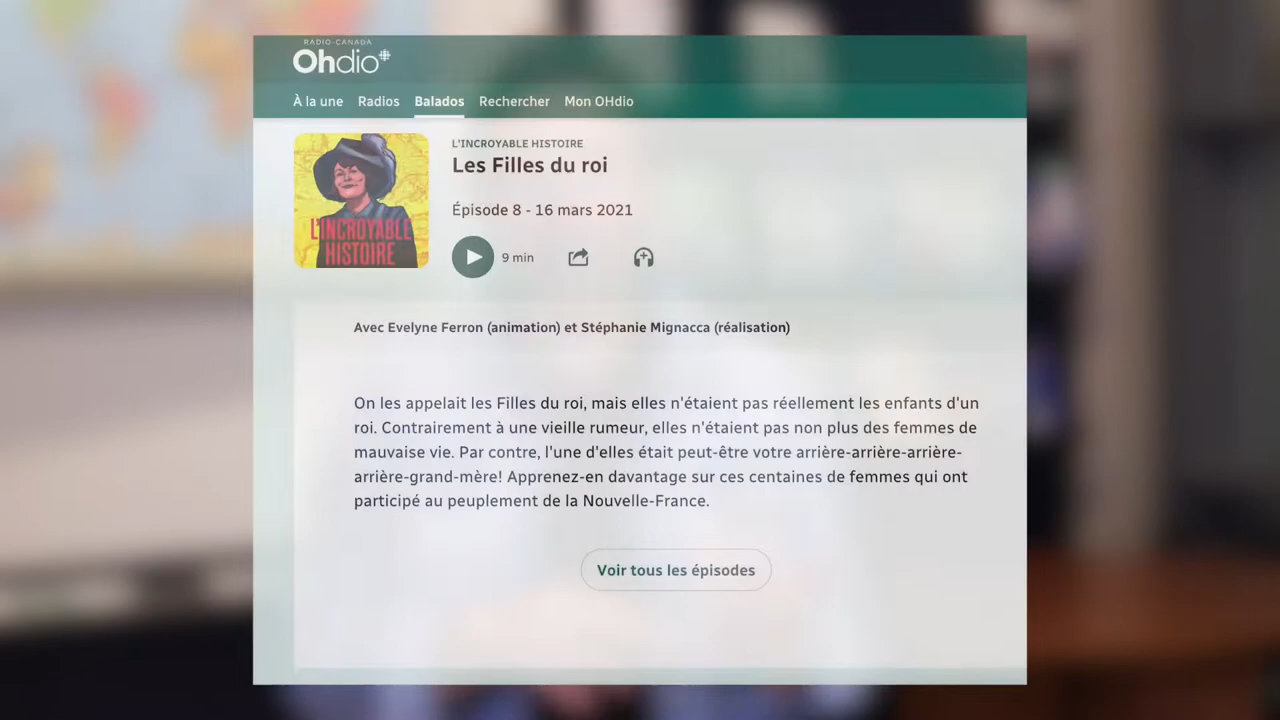 RADIO-CANADA
Ohdio
À la une Radios Balados Rechercher Mon OHdio
L'INCROYABLE HISTOIRE
L'INCROYABLE HISTOIRE
Les Filles du roi
Épisode 8 - 16 mars 2021
9 min
Avec Evelyne Ferron (animation) et Stéphanie Mignacca (réalisation)
On les appelait les Filles du roi, mais elles n'étaient pas réellement les enfants d'un
roi. Contrairement à une vieille rumeur, elles n'étaient pas non plus des femmes de
mauvaise vie. Par contre, l'une d'elles était peut-être votre arrière-arrière-arrière-
arrière-grand-mère! Apprenez-en davantage sur ces centaines de femmes qui ont
participé au peuplement de la Nouvelle-France.
Voir tous les épisodes